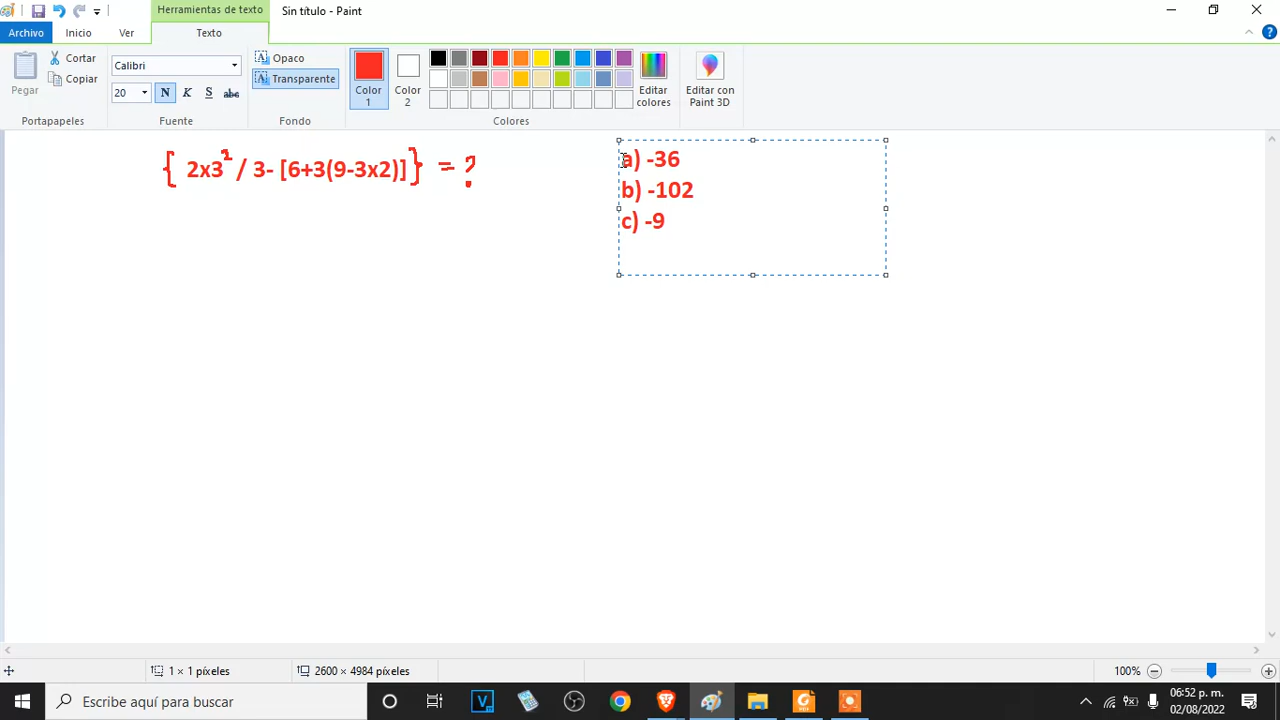 Herramientas de texto
Sin título - Paint
Archivo
Inicio
Ver
Texto
Pegar
Cortar
Copiar
Portapapeles
Calibri
20
N K S abc
Fuente
Opaco
Transparente
Fondo
Color 1
Color 2
Editar colores
Colores
Editar con Paint 3D
{ 2x3² / 3- [6+3(9-3x2)]} = ?
a) -36
b) -102
c) -9
1 × 1 píxeles
2600 × 4984 píxeles
100%
Escribe aquí para buscar
06:52 p. m.
02/08/2022